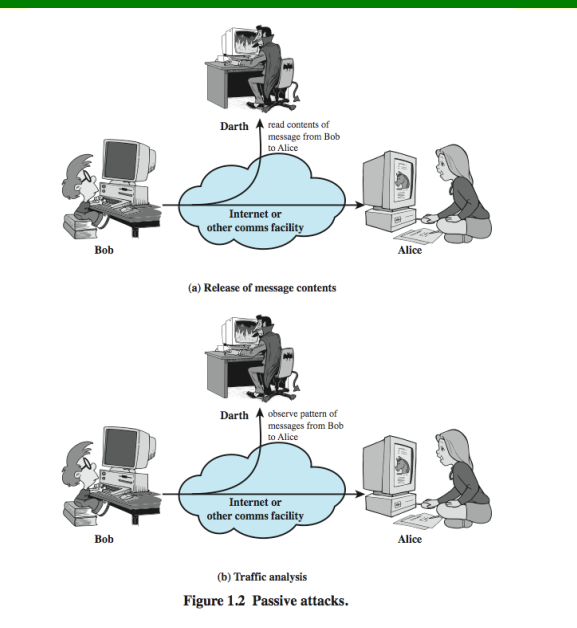 Darth
read contents of
message from Bob
to Alice
Internet or
other comms facility
Bob
Alice
(a) Release of message contents
Darth
observe pattern of
messages from Bob
to Alice
Internet or
other comms facility
Bob
Alice
(b) Traffic analysis
Figure 1.2 Passive attacks.